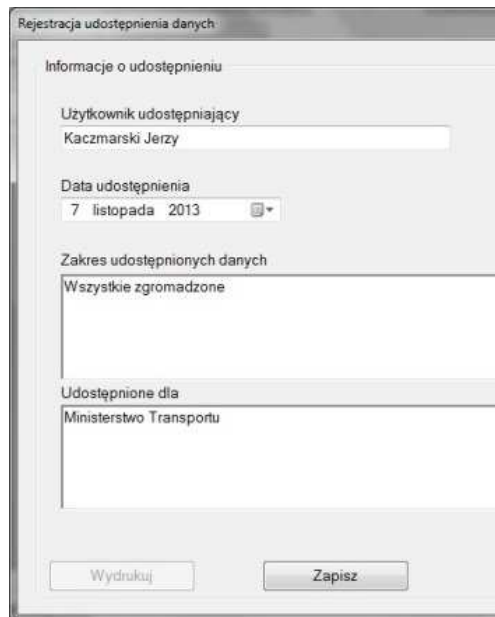 Rejestracja udostępnienia danych
Informacje o udostępnieniu
Użytkownik udostępniający
Kaczmarski Jerzy
Data udostępnienia
7 listopada 2013
Zakres udostępnionych danych
Wszystkie zgromadzone
Udostępnione dla
Ministerstwo Transportu
Wydrukuj
Zapisz